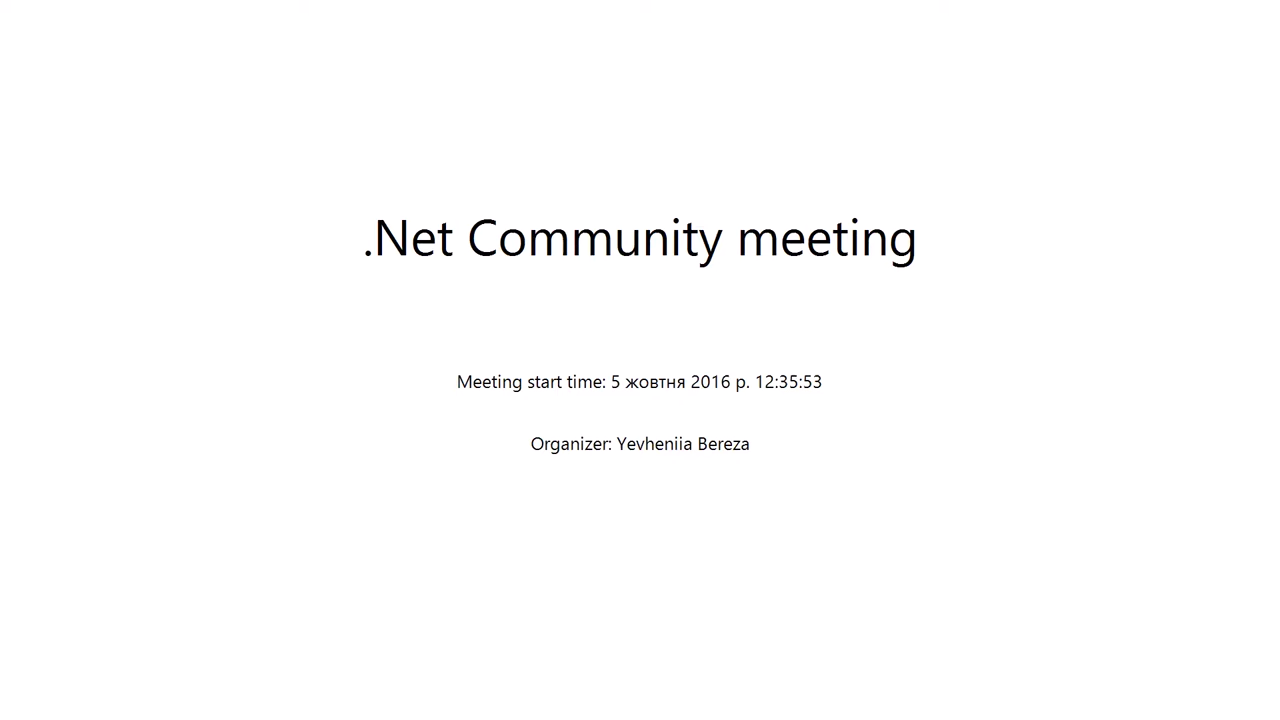 .Net Community meeting
Meeting start time: 5 жовтня 2016 р. 12:35:53
Organizer: Yevheniia Bereza